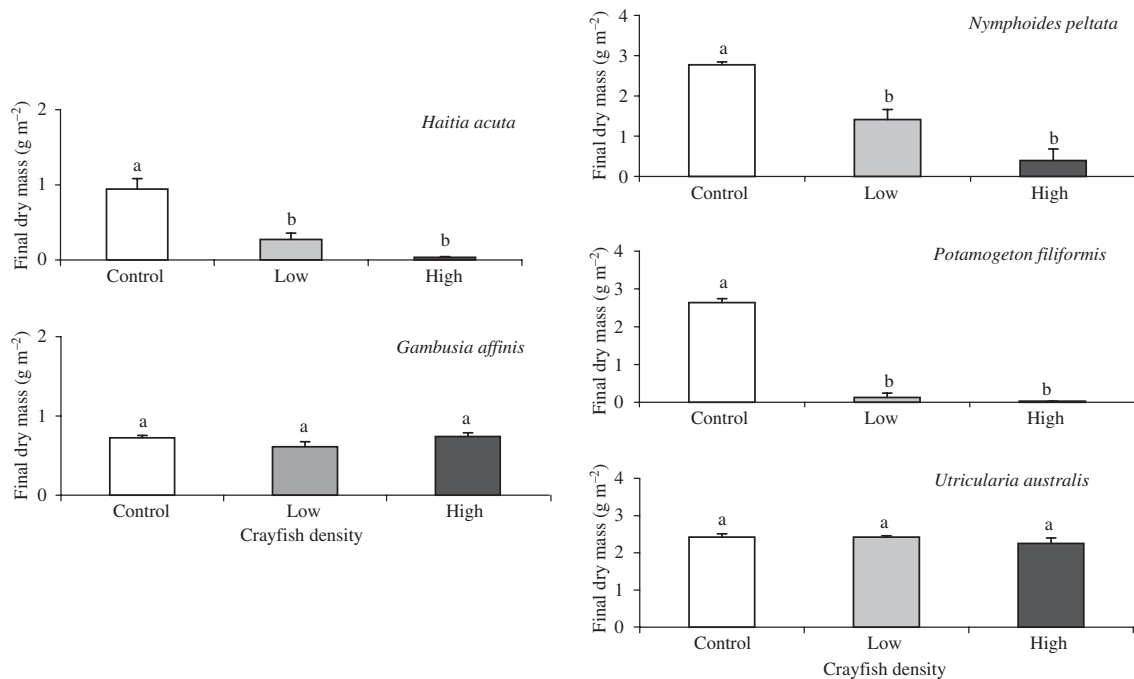 Haitia acuta
Final dry mass (g m⁻²)
2
1
0
a
b
b
Control
Low
High
Gambusia affinis
Final dry mass (g m⁻²)
2
1
0
a
a
a
Control
Low
High
Crayfish density
Nymphoides peltata
Final dry mass (g m⁻²)
4
3
2
1
0
a
b
b
Control
Low
High
Potamogeton filiformis
Final dry mass (g m⁻²)
4
3
2
1
0
a
b
b
Control
Low
High
Utricularia australis
Final dry mass (g m⁻²)
4
3
2
1
0
a
a
a
Control
Low
High
Crayfish density